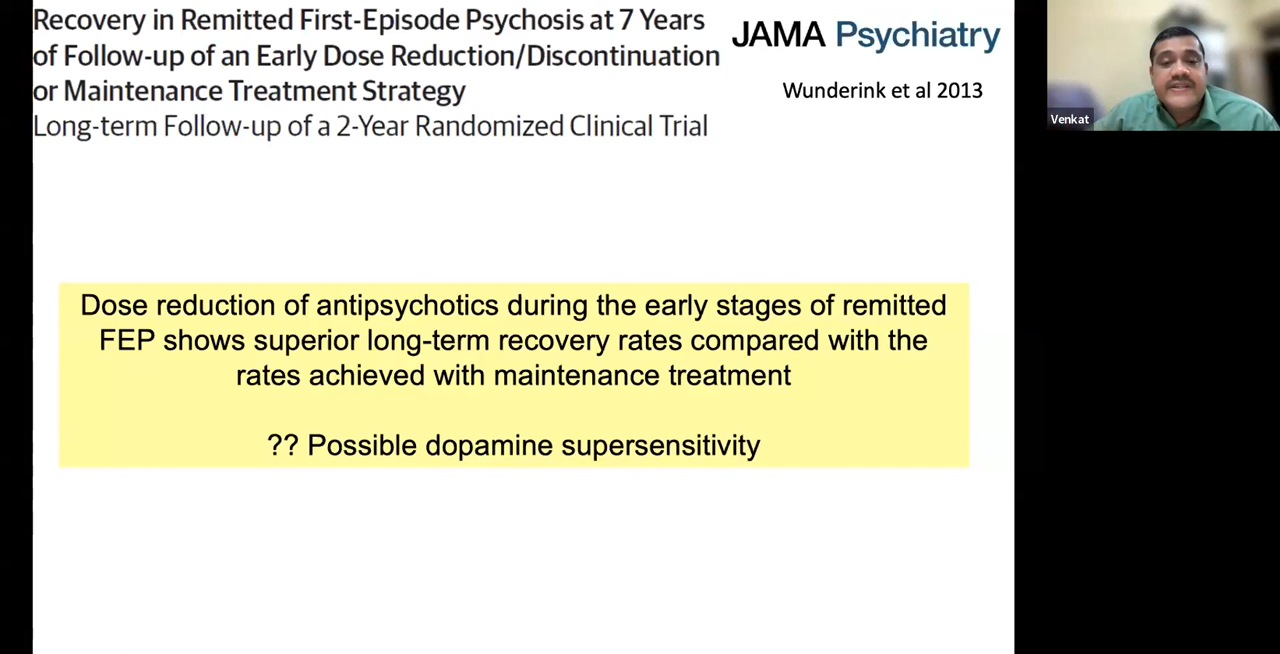 Recovery in Remitted First-Episode Psychosis at 7 Years
of Follow-up of an Early Dose Reduction/Discontinuation
or Maintenance Treatment Strategy
Long-term Follow-up of a 2-Year Randomized Clinical Trial
JAMA Psychiatry
Wunderink et al 2013
Venkat
Dose reduction of antipsychotics during the early stages of remitted
FEP shows superior long-term recovery rates compared with the
rates achieved with maintenance treatment
?? Possible dopamine supersensitivity